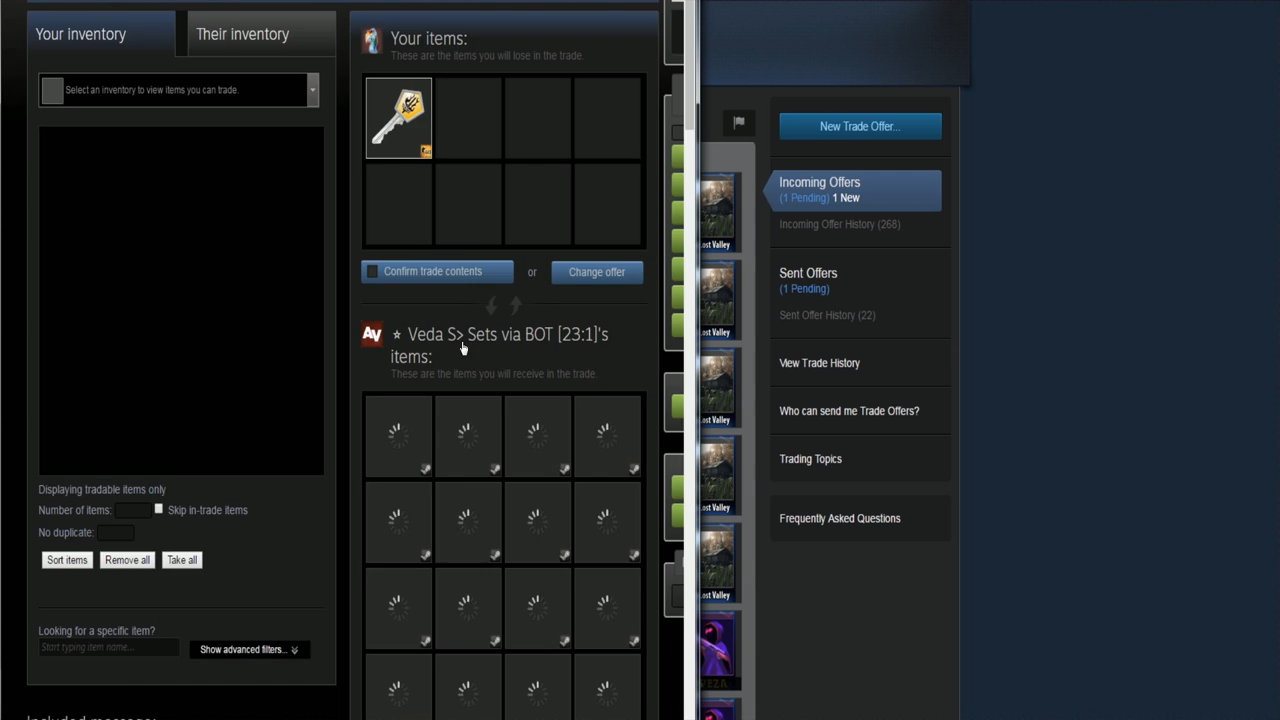 Your inventory
Their inventory
Select an inventory to view items you can trade.
Displaying tradable items only
Number of items:
Skip in-trade items
No duplicate:
Sort items
Remove all
Take all
Looking for a specific item?
Start typing item name...
Show advanced filters...
Your items:
These are the items you will lose in the trade.
Confirm trade contents
or
Change offer
Av
★ Veda S> Sets via BOT [23:1]'s
items:
These are the items you will receive in the trade.
Lost Valley
Lost Valley
Lost Valley
Lost Valley
Lost Valley
New Trade Offer...
Incoming Offers
(1 Pending) 1 New
Incoming Offer History (268)
Sent Offers
(1 Pending)
Sent Offer History (22)
View Trade History
Who can send me Trade Offers?
Trading Topics
Frequently Asked Questions